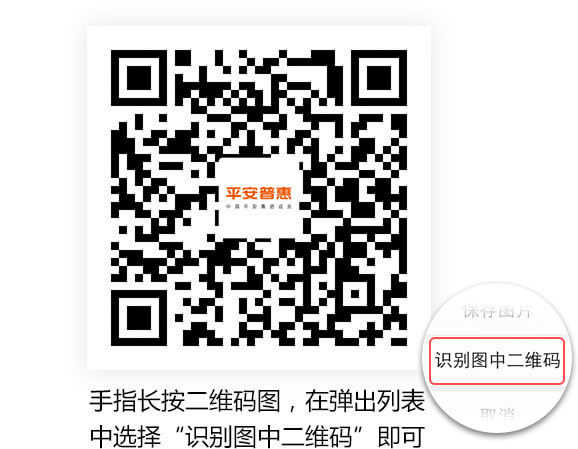 平安普惠
中国平安集团成员
保存图片
识别图中二维码
取消
手指长按二维码图，在弹出列表
中选择“识别图中二维码”即可